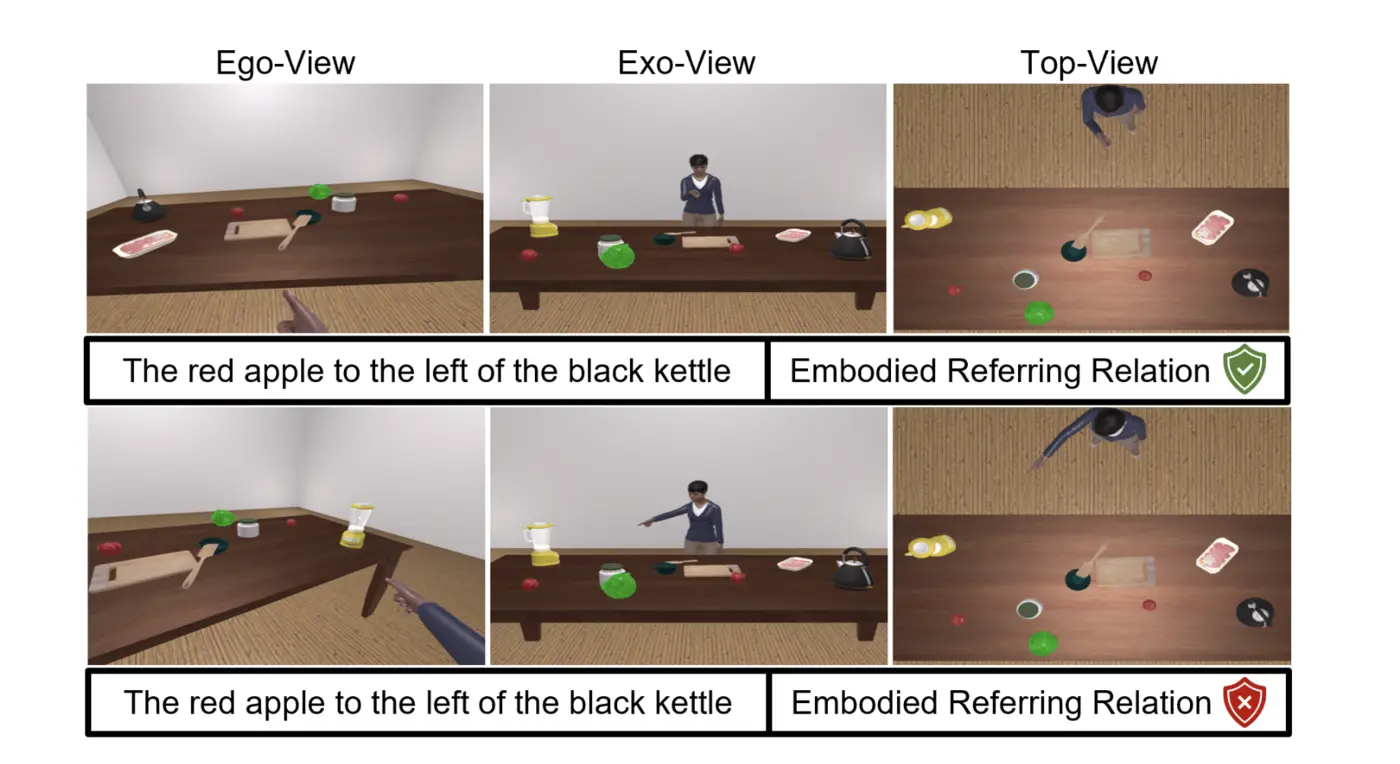 Ego-View
Exo-View
Top-View
The red apple to the left of the black kettle
Embodied Referring Relation
The red apple to the left of the black kettle
Embodied Referring Relation